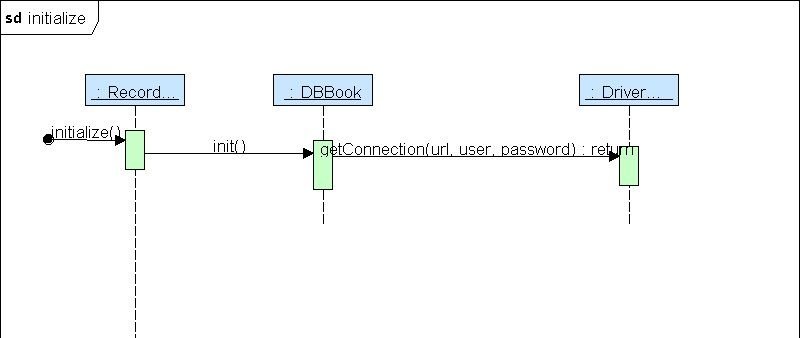 sd initialize
: Record...
: DBBook
: Driver...
initialize()
init()
getConnection(url, user, password) : return